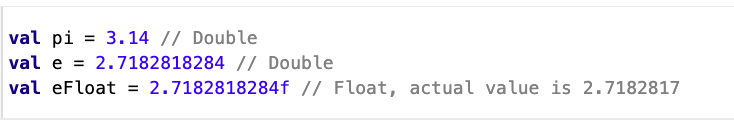 val pi = 3.14 // Double
val e = 2.7182818284 // Double
val eFloat = 2.7182818284f // Float, actual value is 2.7182817